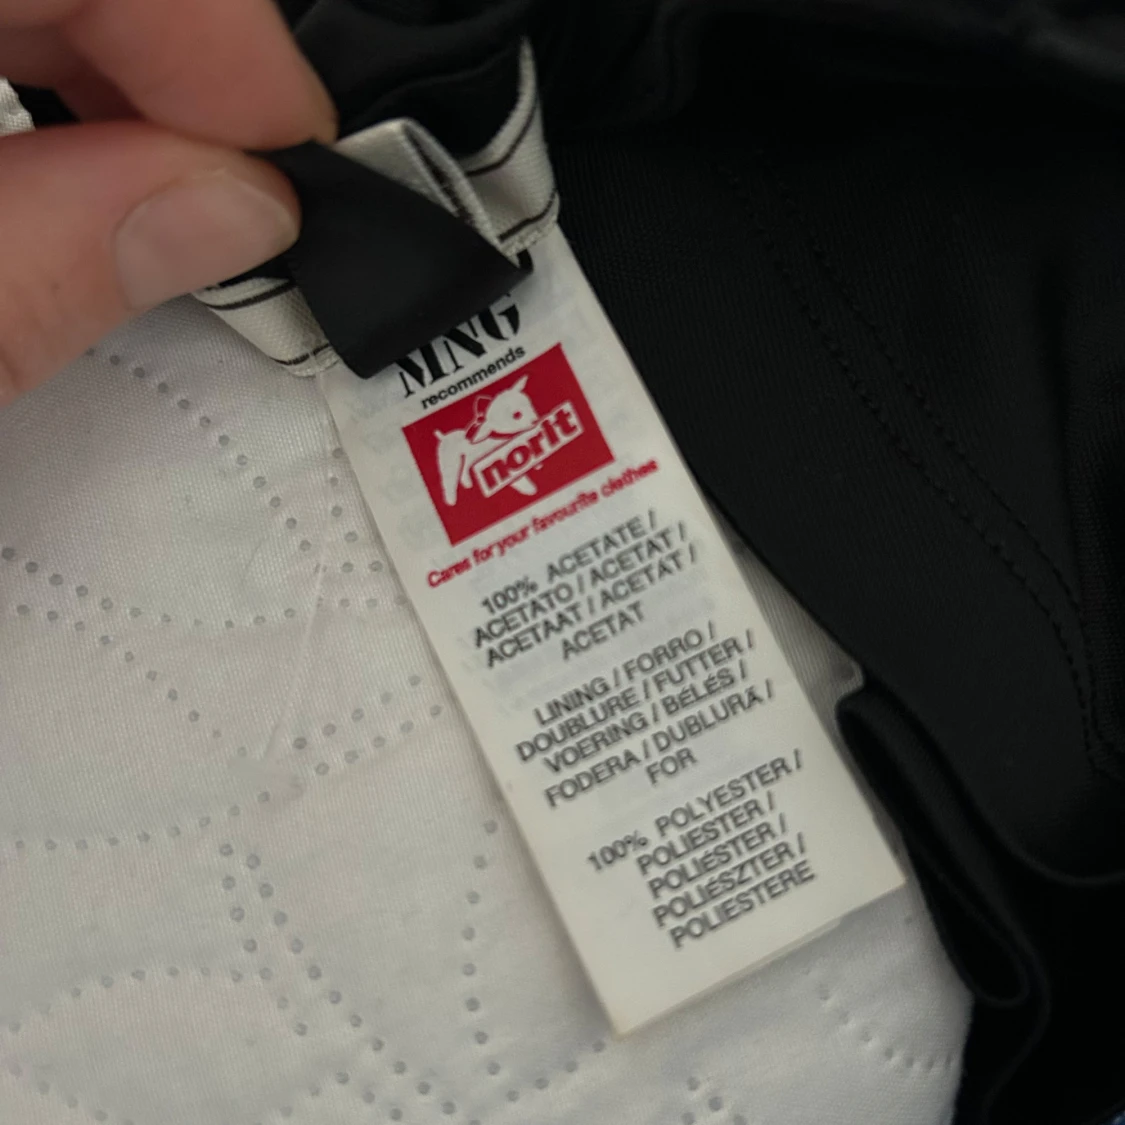 MNG
recommends
norit
Cares for your favourite clothes
100% ACETATE /
ACETATO / ACETAT /
ACETAAT / ACETÁT /
ACETAT
LINING / FORRO /
DOUBLURE / FUTTER /
VOERING / BÉLÉS /
FODERA / DUBLURĂ /
FOR
100% POLYESTER /
POLIESTER /
POLIÉSTER /
POLIÉSZTER /
POLIESTERE